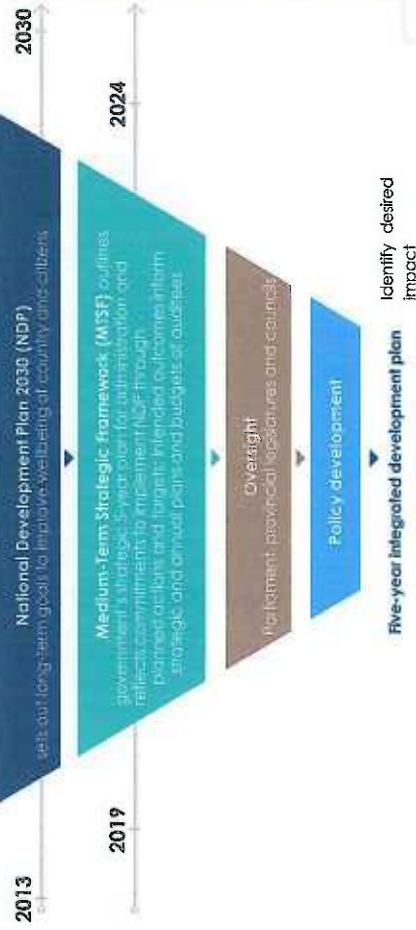 2013
2030
National Development Plan 2030 (NDP)
sets out long-term goals to improve wellbeing of country and citizens
2019
2024
Medium-Term Strategic Framework (MTSF) outlines
government's strategic 5-year plan for administration and
reflects commitments to implement NDP through
planned actions and targets. Intended outcomes inform
strategic and annual plans and budgets of auditees
Oversight
Parliament, provincial legislatures and councils
Policy development
Five-year integrated development plan
Identify desired
impact